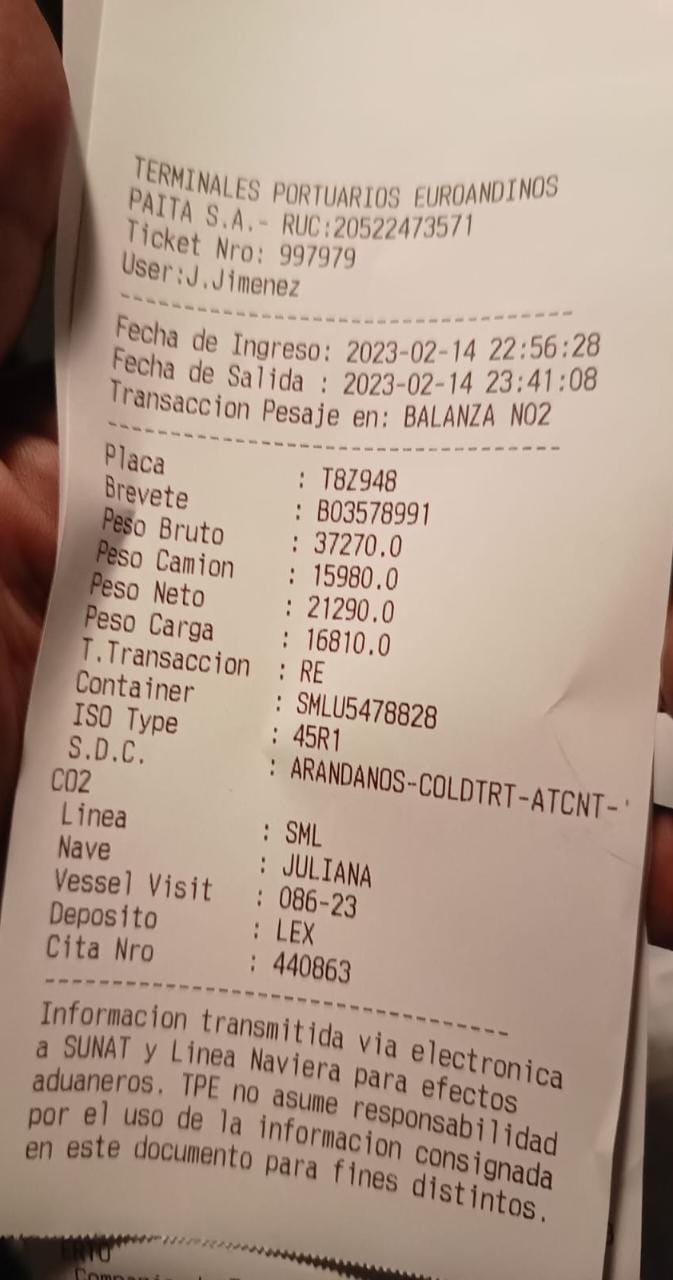 TERMINALES PORTUARIOS EUROANDINOS
PAITA S.A.- RUC:20522473571
Ticket Nro: 997979
User:J.Jimenez
--------------------------------
Fecha de Ingreso: 2023-02-14 22:56:28
Fecha de Salida : 2023-02-14 23:41:08
Transaccion Pesaje en: BALANZA NO2
--------------------------------
Placa : T8Z948
Brevete : B03578991
Peso Bruto : 37270.0
Peso Camion : 15980.0
Peso Neto : 21290.0
Peso Carga : 16810.0
T.Transaccion : RE
Container : SMLU5478828
ISO Type : 45R1
S.D.C. : ARANDANOS-COLDTRT-ATCNT-
CO2
Linea : SML
Nave : JULIANA
Vessel Visit : 086-23
Deposito : LEX
Cita Nro : 440863
--------------------------------
Informacion transmitida via electronica
a SUNAT y Linea Naviera para efectos
aduaneros. TPE no asume responsabilidad
por el uso de la informacion consignada
en este documento para fines distintos.